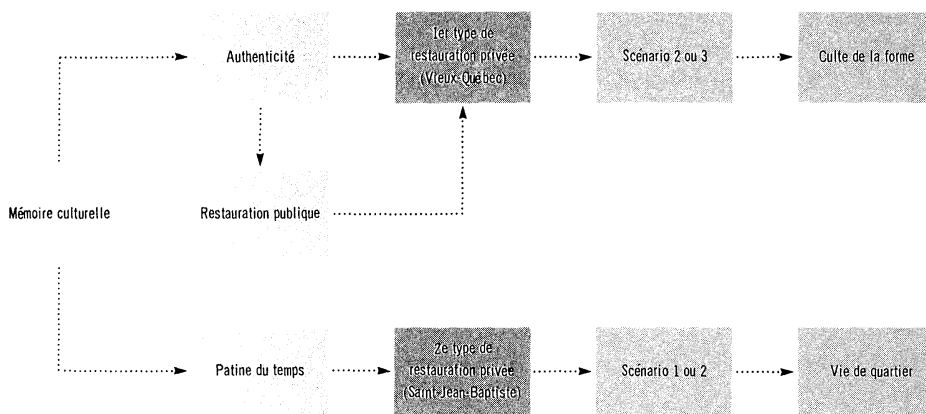 Authenticité
Ier type de
restauration privée
(Vieux-Québec)
Scénario 2 ou 3
Culte de la forme
Mémoire culturelle
Restauration publique
Patine du temps
2e type de
restauration privée
(Saint-Jean-Baptiste)
Scénario 1 ou 2
Vie de quartier